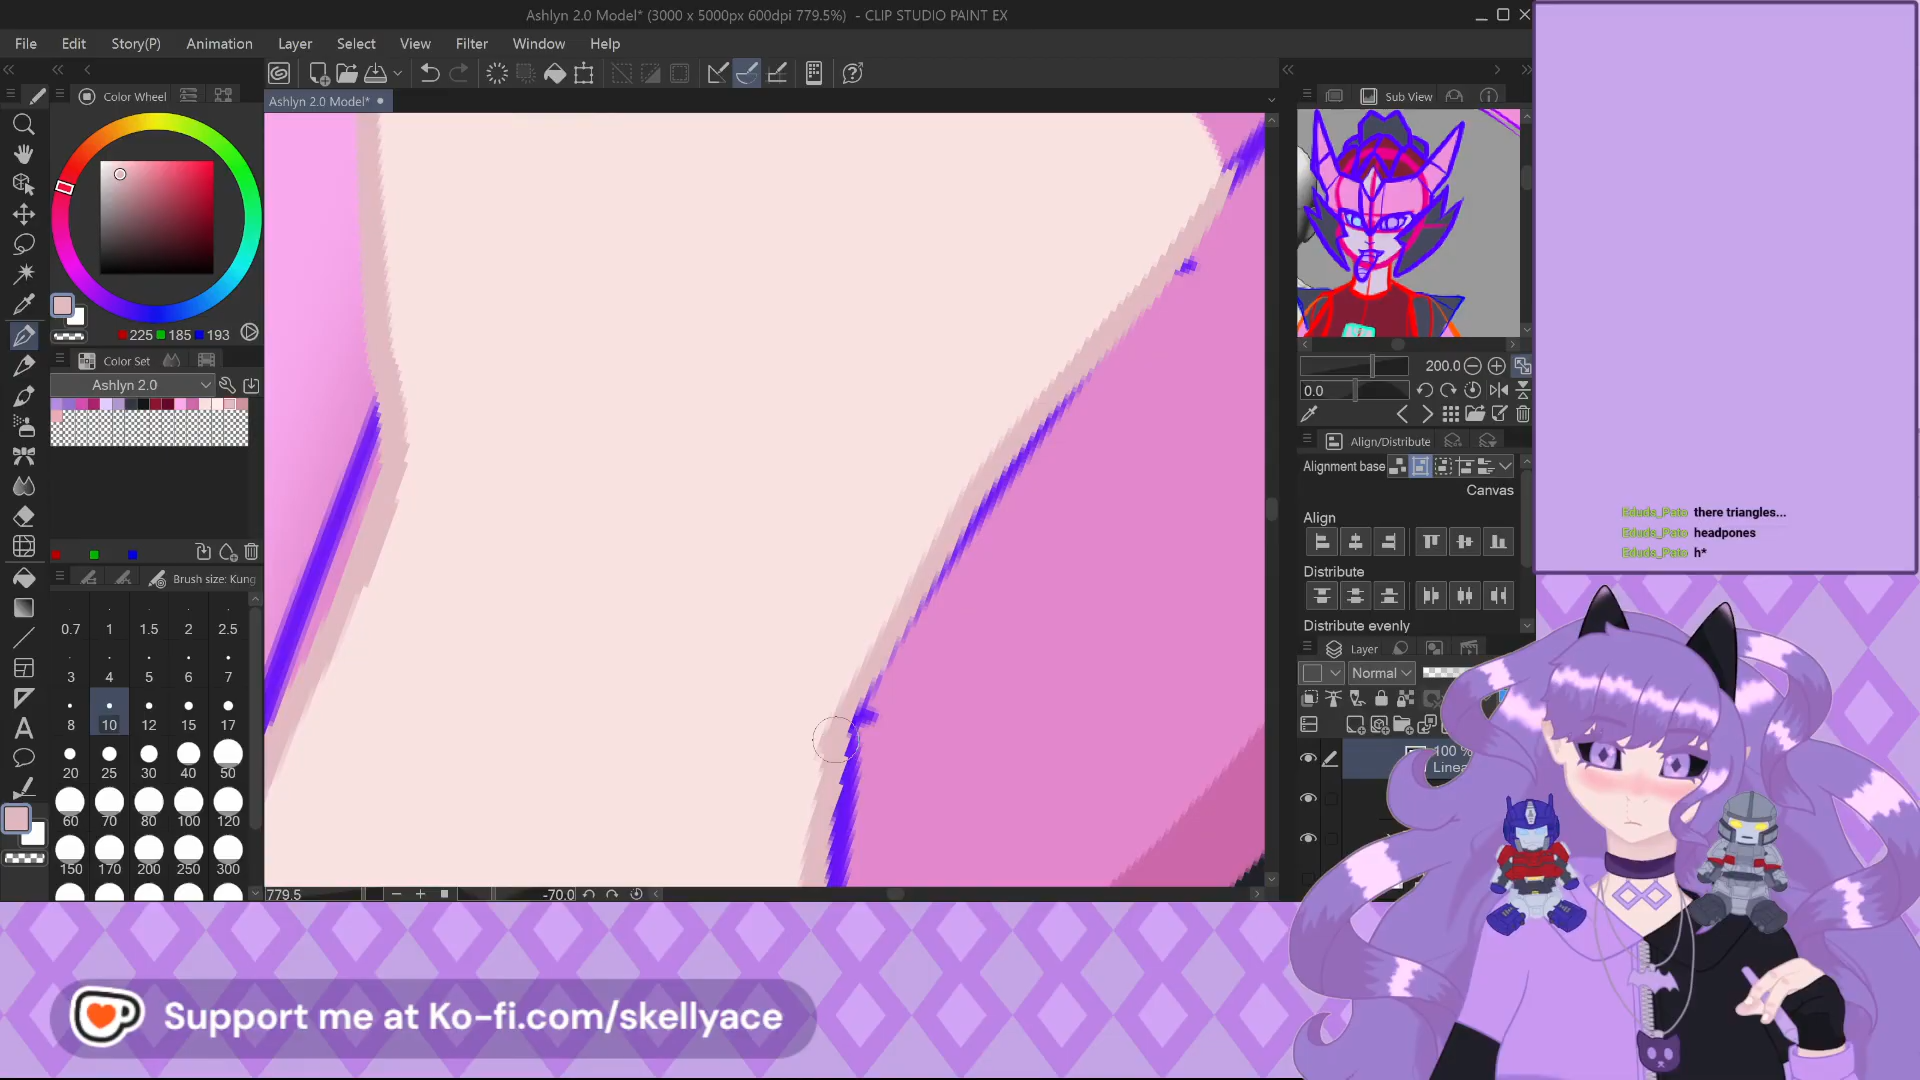 Ashlyn 2.0 Model* (3000 x 5000px 600dpi 779.5%) - CLIP STUDIO PAINT EX
File Edit Story(P) Animation Layer Select View Filter Window Help
Color Wheel
Ashlyn 2.0 Model*
Sub View
225 185 193
Color Set
Ashlyn 2.0
200.0
0.0
Align/Distribute
Alignment base
Canvas
Align
Distribute
Distribute evenly
Brush size: Kung
0.7 1 1.5 2 2.5
3 4 5 6 7
8 10 12 15 17
20 25 30 40 50
60 70 80 100 120
150 170 200 250 300
Layer
Normal
100 %
779.5
-70.0
Eduds_Pato there triangles...
Eduds_Pato headpones
Eduds_Pato h*
Support me at Ko-fi.com/skellyace